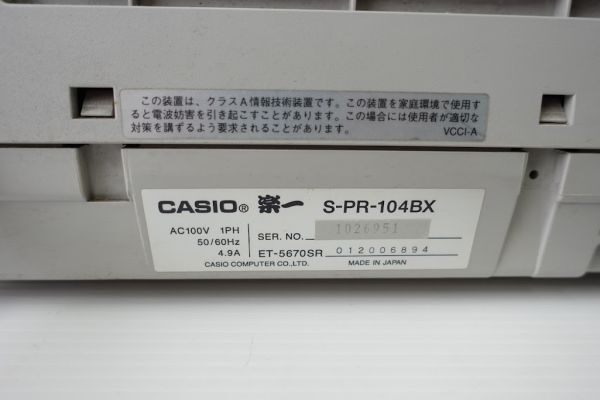 この装置は、クラスA情報技術装置です。この装置を家庭環境で使用す
ると電波妨害を引き起こすことがあります。この場合には使用者が適切な
対策を講ずるよう要求されることがあります。 VCCI-A
CASIO® 楽一 S-PR-104BX
AC100V 1PH
50/60Hz
4.9A
SER. NO. 1026951
ET-5670SR 012006894
CASIO COMPUTER CO.,LTD. MADE IN JAPAN